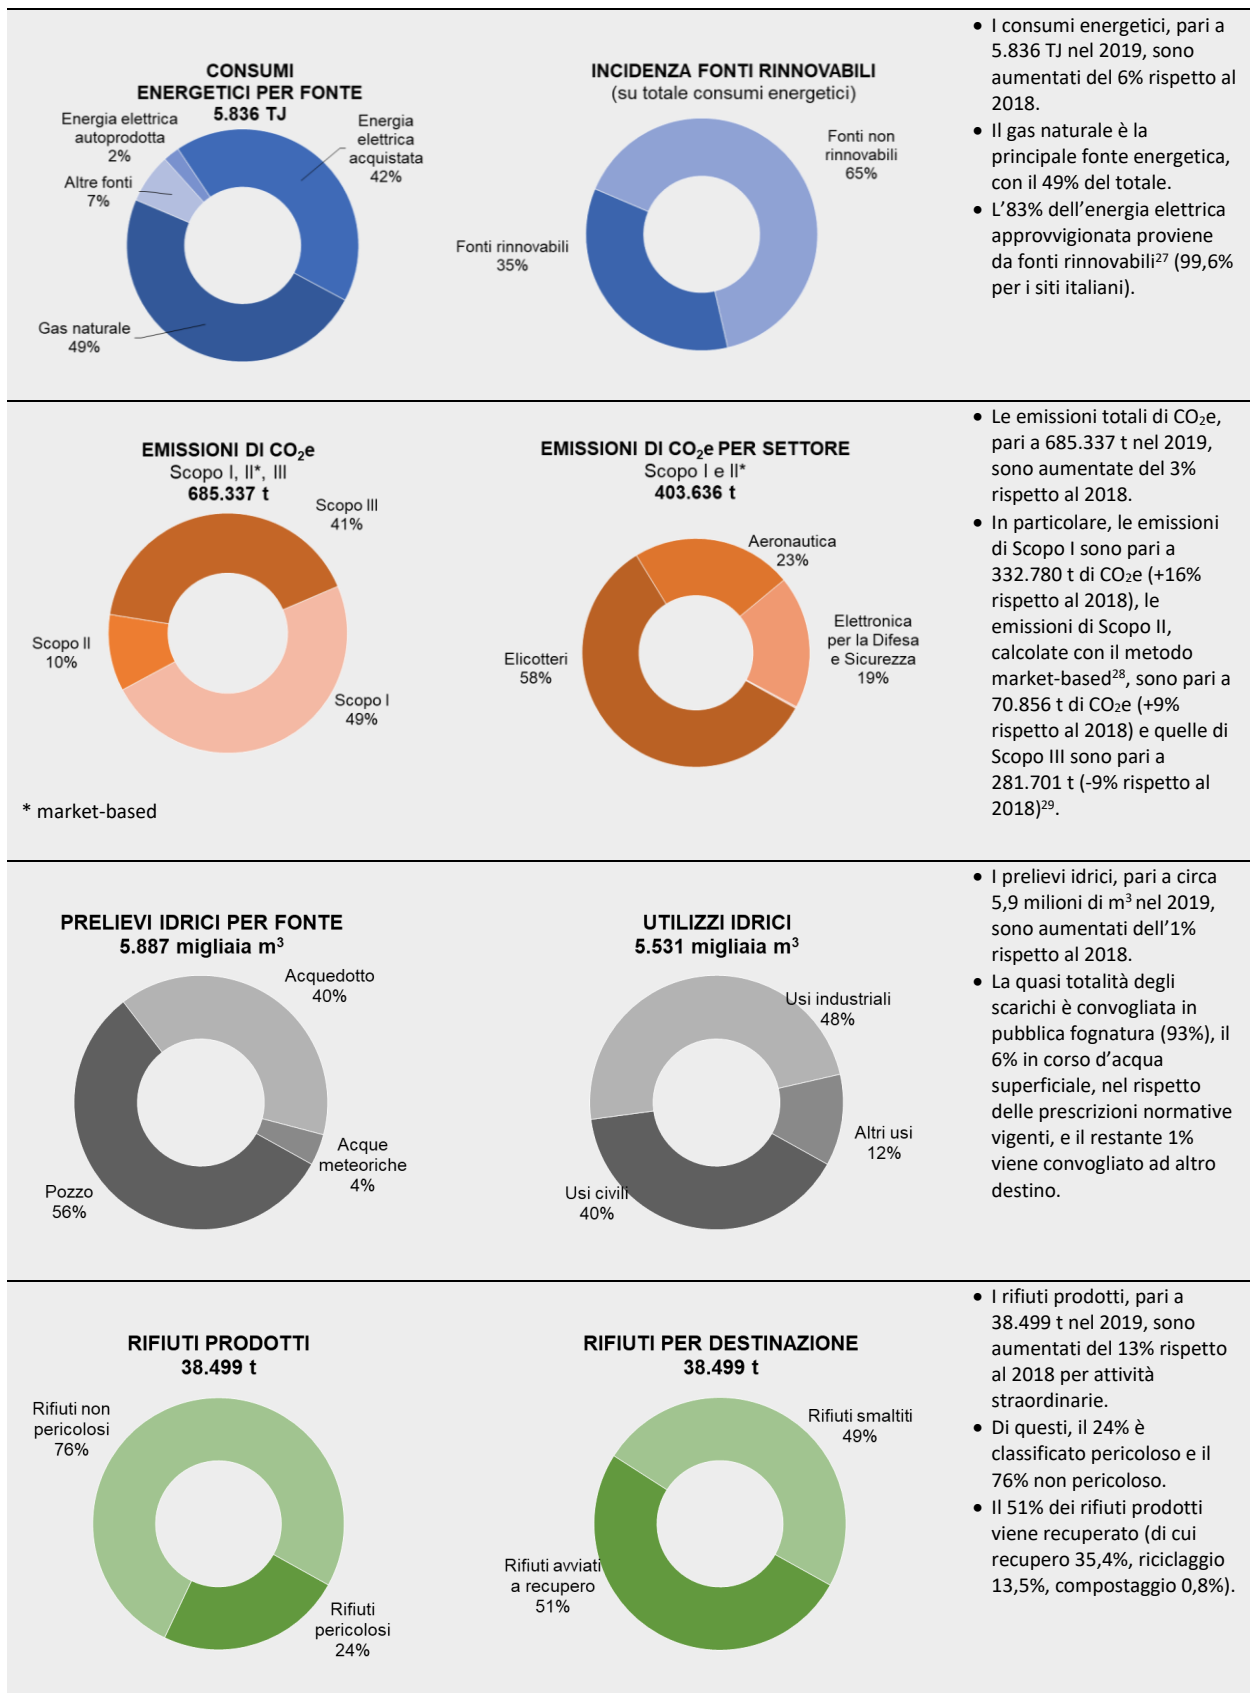 CONSUMI
ENERGETICI PER FONTE
5.836 TJ
Energia elettrica
autoprodotta
2%
Energia
elettrica
acquistata
42%
Altre fonti
7%
Gas naturale
49%
INCIDENZA FONTI RINNOVABILI
(su totale consumi energetici)
Fonti non
rinnovabili
65%
Fonti rinnovabili
35%
• I consumi energetici, pari a
5.836 TJ nel 2019, sono
aumentati del 6% rispetto al
2018.
• Il gas naturale è la
principale fonte energetica,
con il 49% del totale.
• L’83% dell’energia elettrica
approvvigionata proviene
da fonti rinnovabili27 (99,6%
per i siti italiani).
EMISSIONI DI CO2e
Scopo I, II*, III
685.337 t
Scopo III
41%
Scopo II
10%
Scopo I
49%
* market-based
EMISSIONI DI CO2e PER SETTORE
Scopo I e II*
403.636 t
Aeronautica
23%
Elettronica
per la Difesa
e Sicurezza
19%
Elicotteri
58%
• Le emissioni totali di CO2e,
pari a 685.337 t nel 2019,
sono aumentate del 3%
rispetto al 2018.
• In particolare, le emissioni
di Scopo I sono pari a
332.780 t di CO2e (+16%
rispetto al 2018), le
emissioni di Scopo II,
calcolate con il metodo
market-based28, sono pari a
70.856 t di CO2e (+9%
rispetto al 2018) e quelle di
Scopo III sono pari a
281.701 t (-9% rispetto al
2018)29.
PRELIEVI IDRICI PER FONTE
5.887 migliaia m3
Acquedotto
40%
Acque
meteoriche
4%
Pozzo
56%
UTILIZZI IDRICI
5.531 migliaia m3
Usi industriali
48%
Altri usi
12%
Usi civili
40%
• I prelievi idrici, pari a circa
5,9 milioni di m3 nel 2019,
sono aumentati dell’1%
rispetto al 2018.
• La quasi totalità degli
scarichi è convogliata in
pubblica fognatura (93%), il
6% in corso d’acqua
superficiale, nel rispetto
delle prescrizioni normative
vigenti, e il restante 1%
viene convogliato ad altro
destino.
RIFIUTI PRODOTTI
38.499 t
Rifiuti non
pericolosi
76%
Rifiuti
pericolosi
24%
RIFIUTI PER DESTINAZIONE
38.499 t
Rifiuti smaltiti
49%
Rifiuti avviati
a recupero
51%
• I rifiuti prodotti, pari a
38.499 t nel 2019, sono
aumentati del 13% rispetto
al 2018 per attività
straordinarie.
• Di questi, il 24% è
classificato pericoloso e il
76% non pericoloso.
• Il 51% dei rifiuti prodotti
viene recuperato (di cui
recupero 35,4%, riciclaggio
13,5%, compostaggio 0,8%).